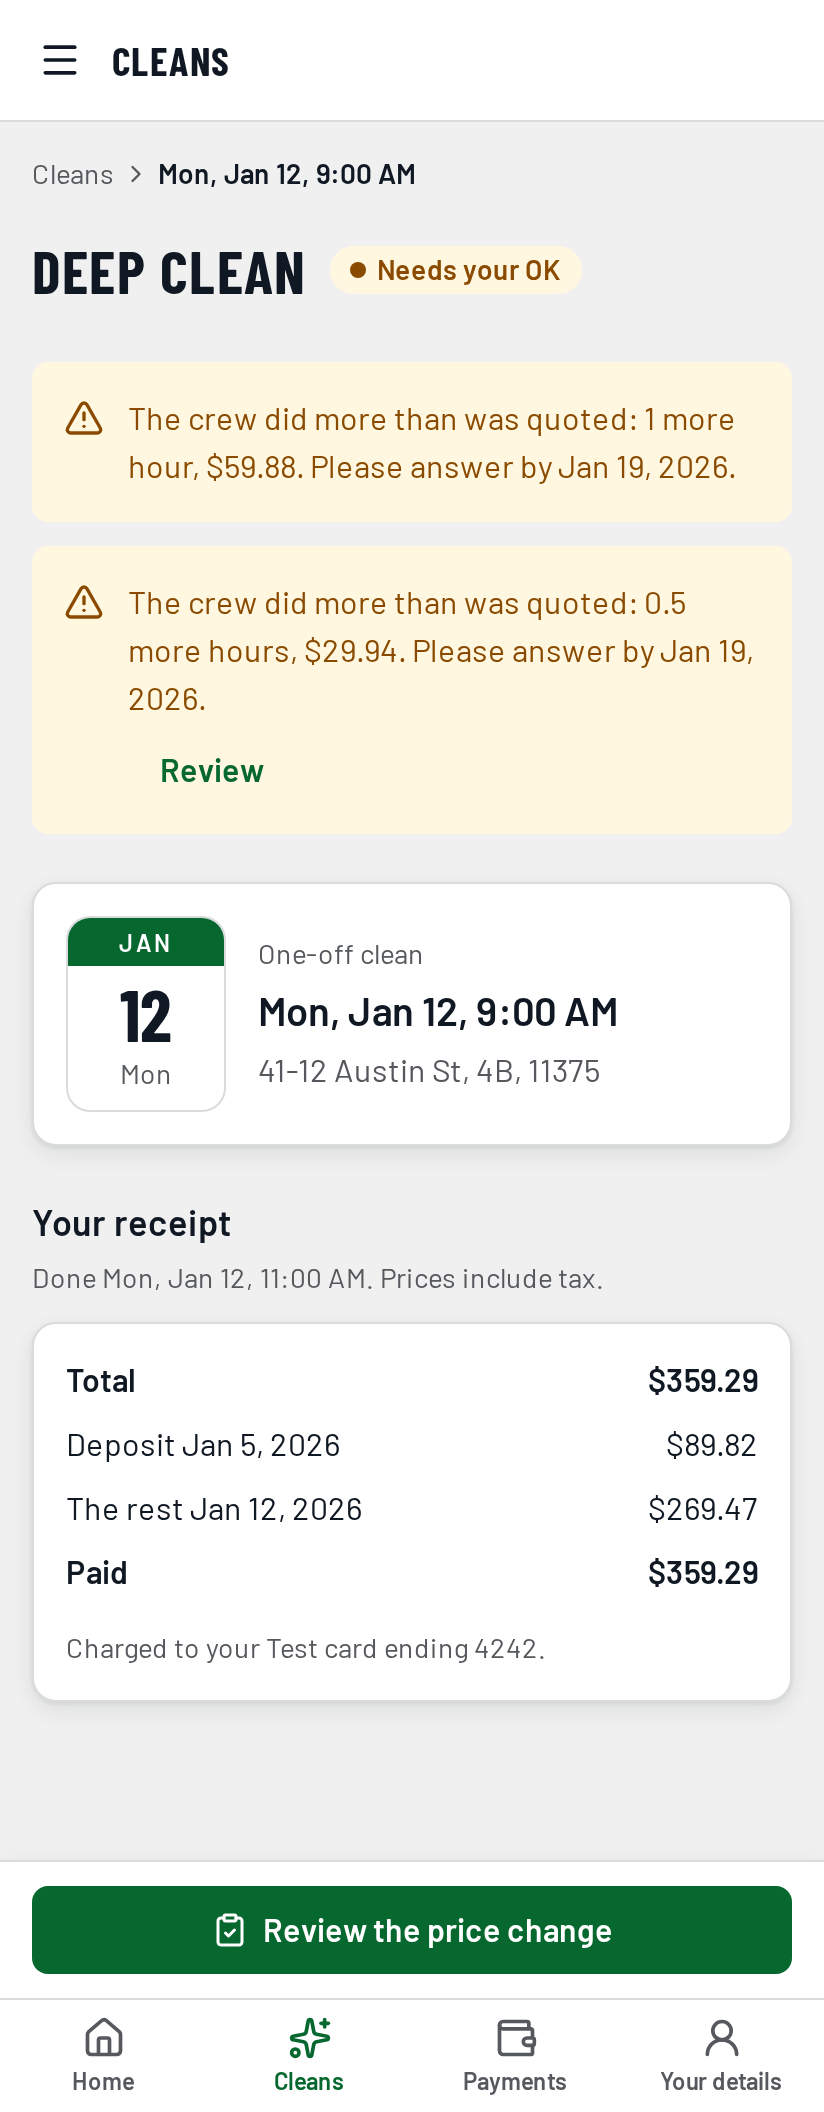 CLEANS
Cleans > Mon, Jan 12, 9:00 AM
DEEP CLEAN
Needs your OK
The crew did more than was quoted: 1 more
hour, $59.88. Please answer by Jan 19, 2026.
The crew did more than was quoted: 0.5
more hours, $29.94. Please answer by Jan 19,
2026.
Review
JAN
12
Mon
One-off clean
Mon, Jan 12, 9:00 AM
41-12 Austin St, 4B, 11375
Your receipt
Done Mon, Jan 12, 11:00 AM. Prices include tax.
Total $359.29
Deposit Jan 5, 2026 $89.82
The rest Jan 12, 2026 $269.47
Paid $359.29
Charged to your Test card ending 4242.
Review the price change
Home Cleans Payments Your details